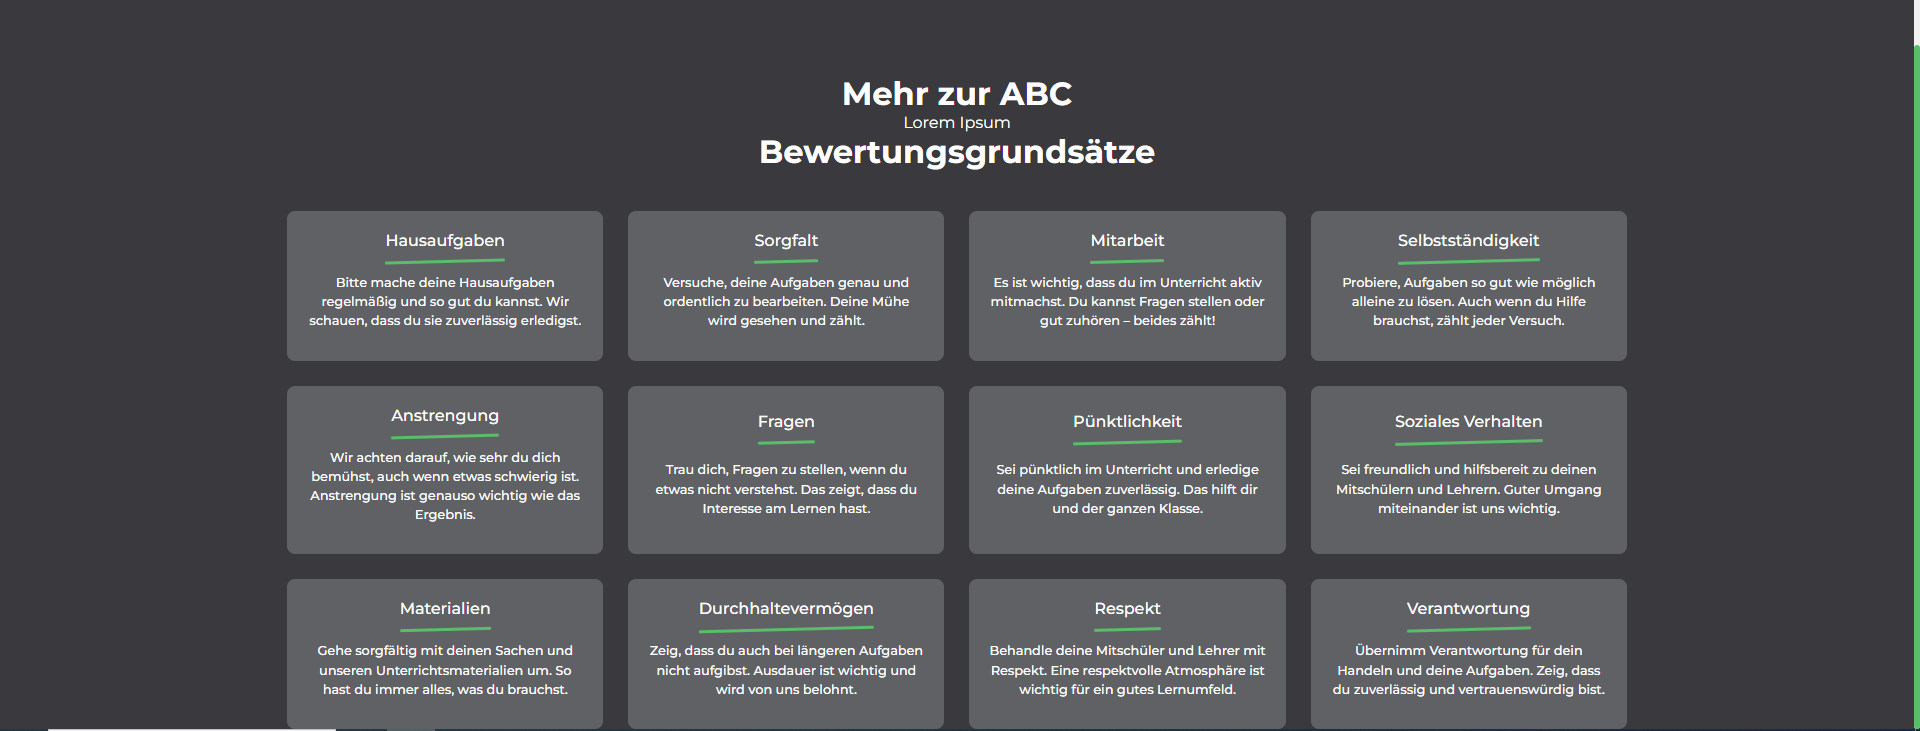 Mehr zur ABC
Lorem Ipsum
Bewertungsgrundsätze
Hausaufgaben
Bitte mache deine Hausaufgaben
regelmäßig und so gut du kannst. Wir
schauen, dass du sie zuverlässig erledigst.
Sorgfalt
Versuche, deine Aufgaben genau und
ordentlich zu bearbeiten. Deine Mühe
wird gesehen und zählt.
Mitarbeit
Es ist wichtig, dass du im Unterricht aktiv
mitmachst. Du kannst Fragen stellen oder
gut zuhören – beides zählt!
Selbstständigkeit
Probiere, Aufgaben so gut wie möglich
alleine zu lösen. Auch wenn du Hilfe
brauchst, zählt jeder Versuch.
Anstrengung
Wir achten darauf, wie sehr du dich
bemühst, auch wenn etwas schwierig ist.
Anstrengung ist genauso wichtig wie das
Ergebnis.
Fragen
Trau dich, Fragen zu stellen, wenn du
etwas nicht verstehst. Das zeigt, dass du
Interesse am Lernen hast.
Pünktlichkeit
Sei pünktlich im Unterricht und erledige
deine Aufgaben zuverlässig. Das hilft dir
und der ganzen Klasse.
Soziales Verhalten
Sei freundlich und hilfsbereit zu deinen
Mitschülern und Lehrern. Guter Umgang
miteinander ist uns wichtig.
Materialien
Gehe sorgfältig mit deinen Sachen und
unseren Unterrichtsmaterialien um. So
hast du immer alles, was du brauchst.
Durchhaltevermögen
Zeig, dass du auch bei längeren Aufgaben
nicht aufgibst. Ausdauer ist wichtig und
wird von uns belohnt.
Respekt
Behandle deine Mitschüler und Lehrer mit
Respekt. Eine respektvolle Atmosphäre ist
wichtig für ein gutes Lernumfeld.
Verantwortung
Übernimm Verantwortung für dein
Handeln und deine Aufgaben. Zeig, dass
du zuverlässig und vertrauenswürdig bist.